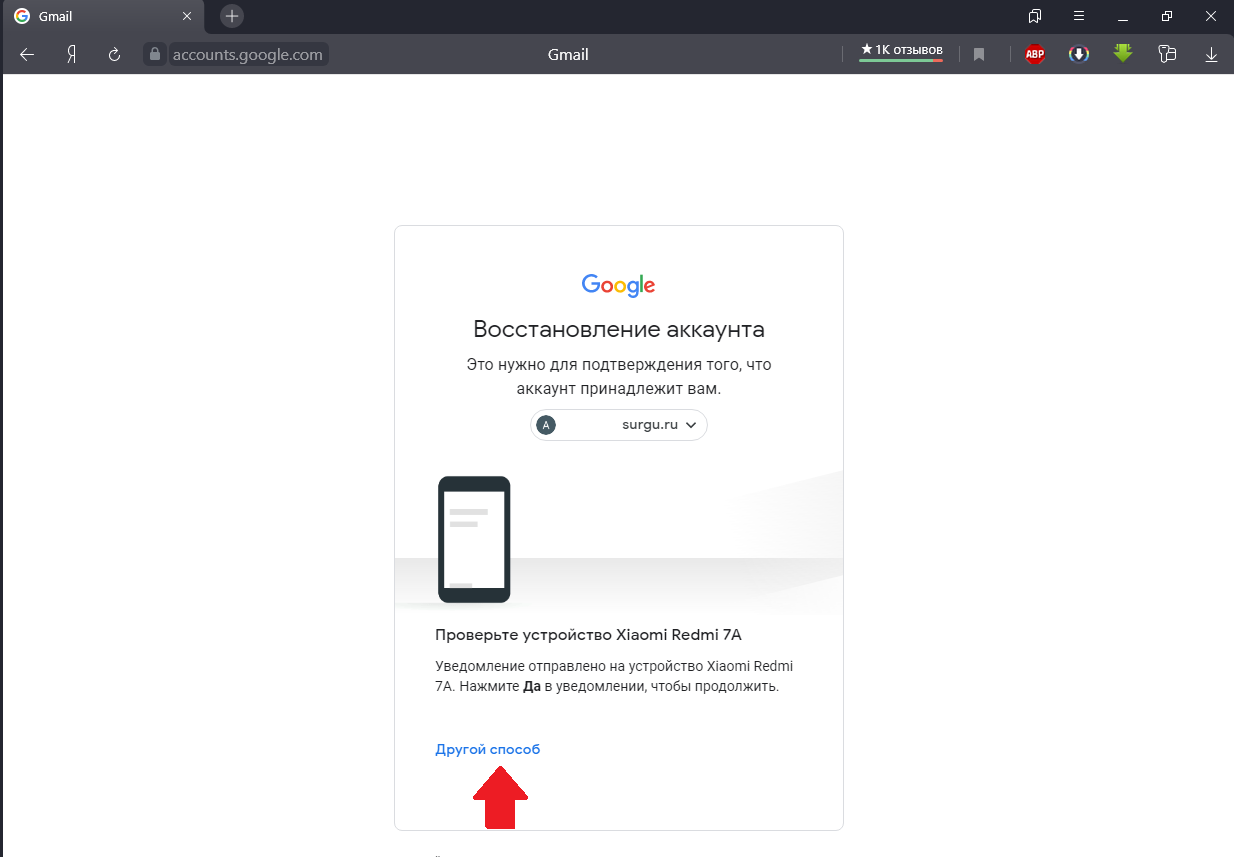 Gmail
Я
accounts.google.com
Gmail
★ 1K отзывов
ABP
Google
Восстановление аккаунта
Это нужно для подтверждения того, что
аккаунт принадлежит вам.
A surgu.ru
Проверьте устройство Xiaomi Redmi 7A
Уведомление отправлено на устройство Xiaomi Redmi
7A. Нажмите Да в уведомлении, чтобы продолжить.
Другой способ